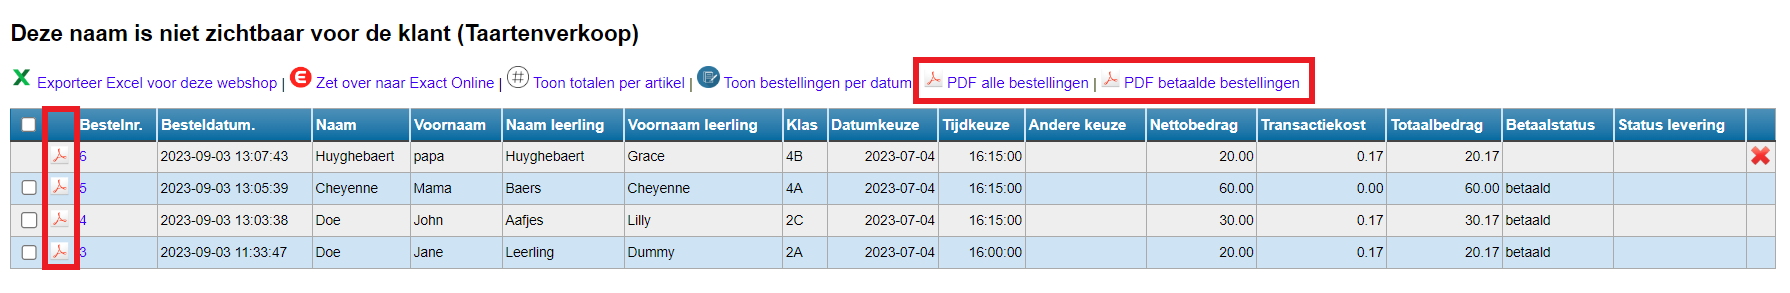 Deze naam is niet zichtbaar voor de klant (Taartenverkoop)
Exporteer Excel voor deze webshop | Zet over naar Exact Online | Toon totalen per artikel | Toon bestellingen per datum PDF alle bestellingen | PDF betaalde bestellingen
Bestelnr. Besteldatum. Naam Voornaam Naam leerling Voornaam leerling Klas Datumkeuze Tijdkeuze Andere keuze Nettobedrag Transactiekost Totaalbedrag Betaalstatus Status levering
6 2023-09-03 13:07:43 Huyghebaert papa Huyghebaert Grace 4B 2023-07-04 16:15:00 20.00 0.17 20.17
5 2023-09-03 13:05:39 Cheyenne Mama Baers Cheyenne 4A 2023-07-04 16:15:00 60.00 0.00 60.00 betaald
4 2023-09-03 13:03:38 Doe John Aafjes Lilly 2C 2023-07-04 16:15:00 30.00 0.17 30.17 betaald
3 2023-09-03 11:33:47 Doe Jane Leerling Dummy 2A 2023-07-04 16:00:00 20.00 0.17 20.17 betaald